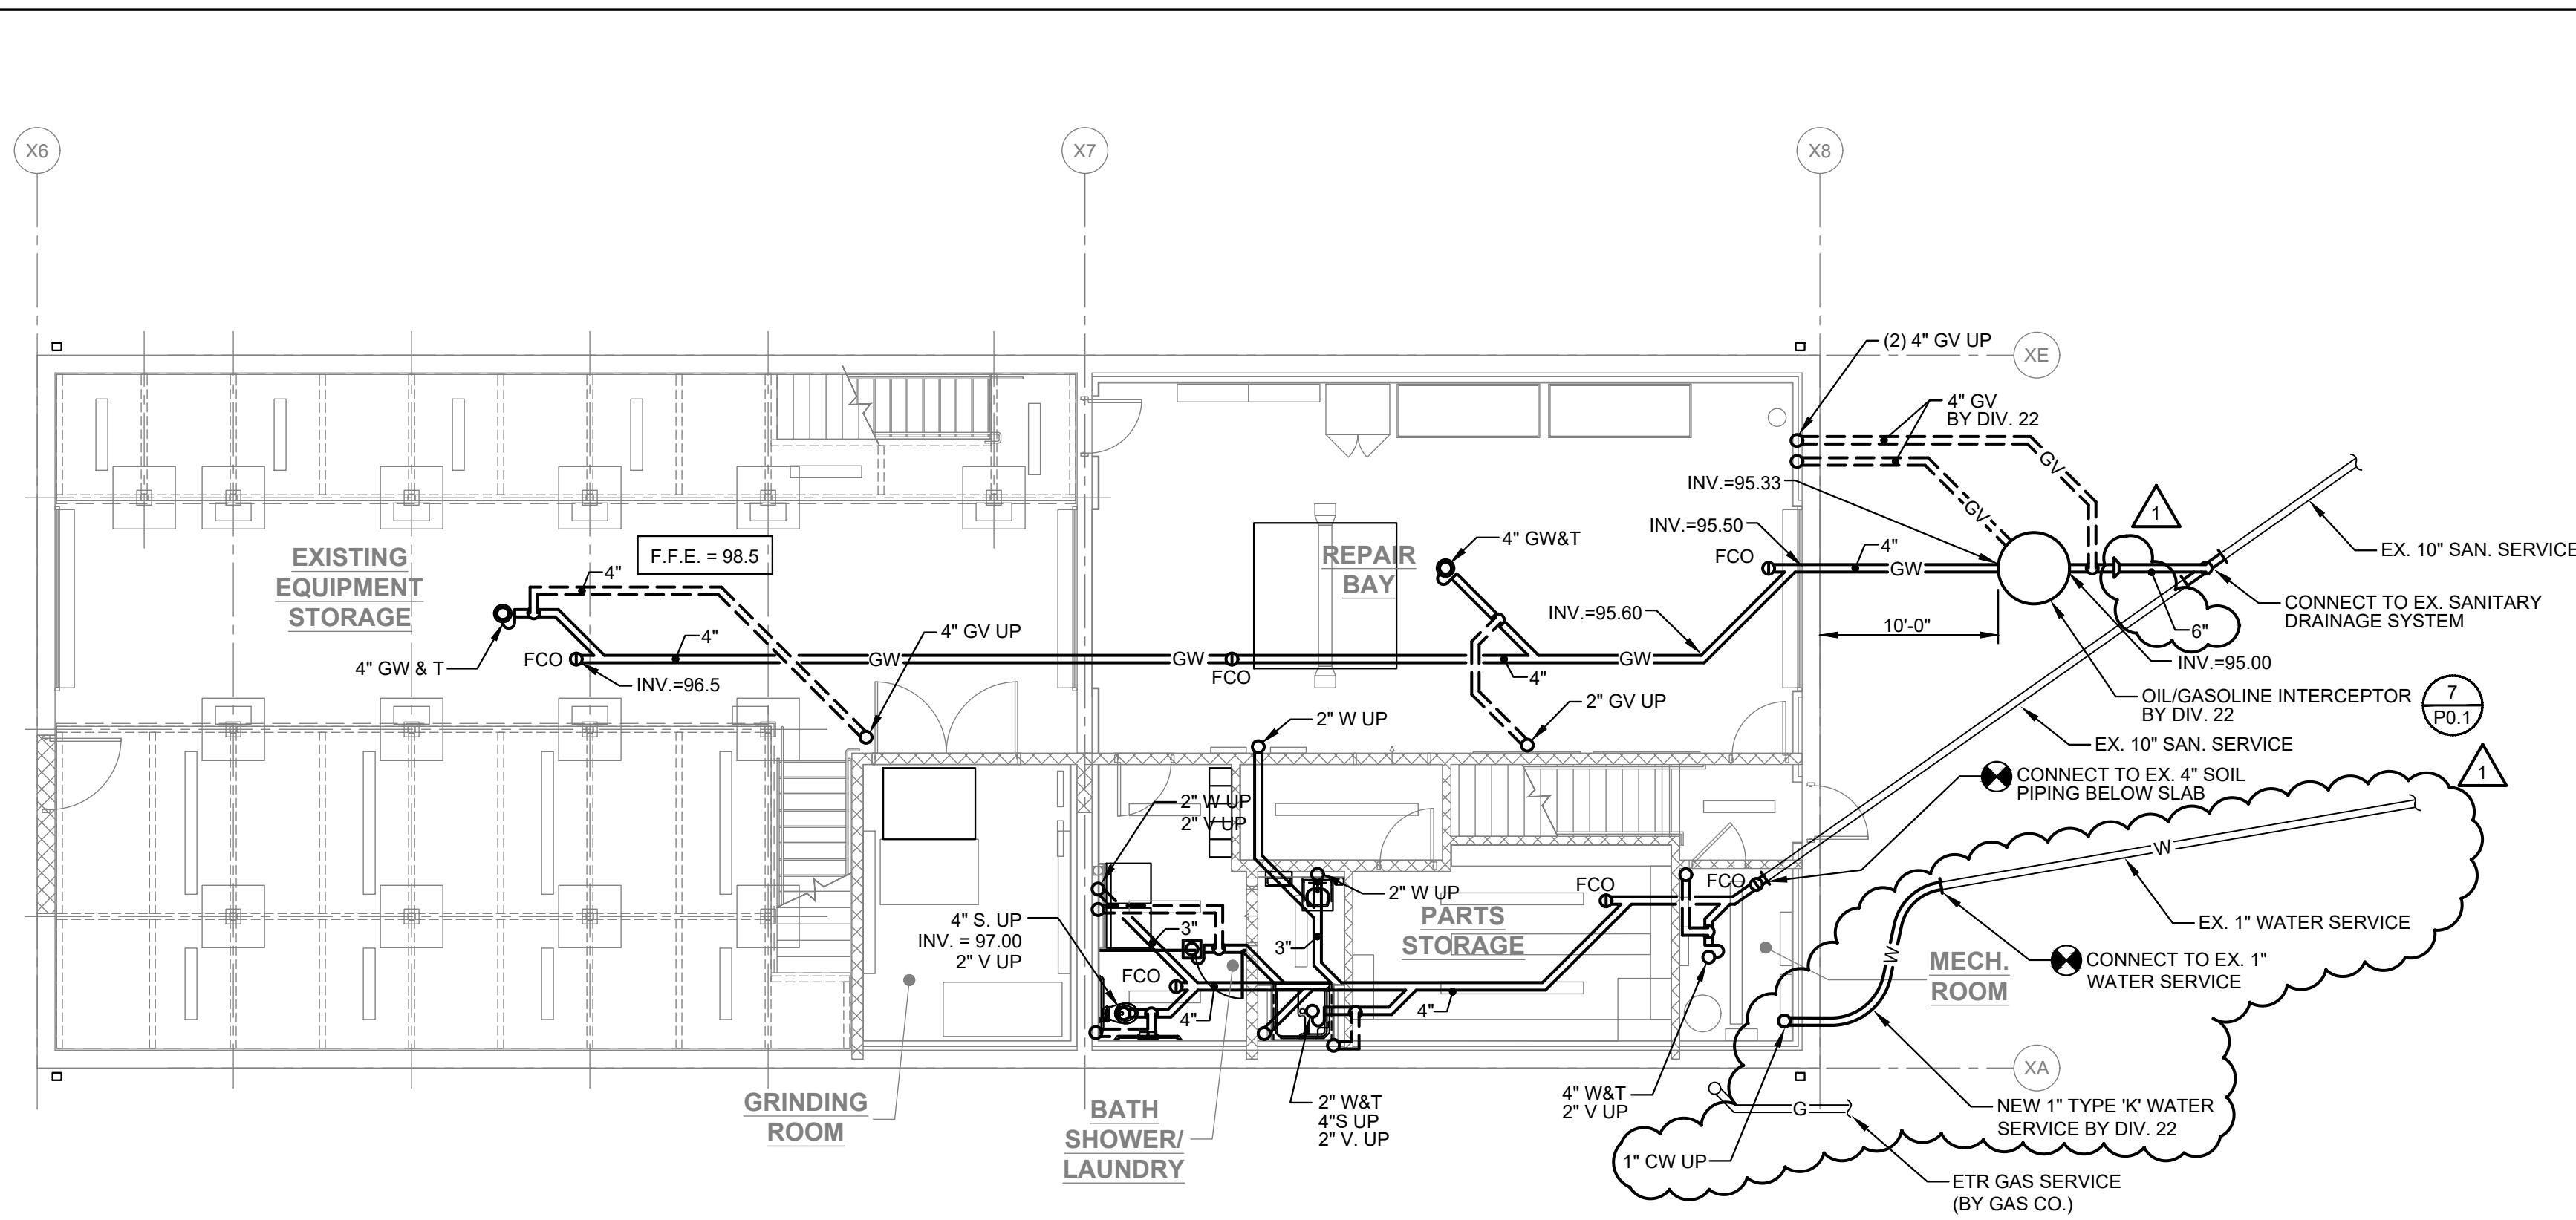 X6
X7
X8
(2) 4" GV UP
XE
4" GV
BY DIV. 22
GV
GV
INV.=95.33
1
4" GW&T
INV.=95.50
FCO
4"
GW
EX. 10" SAN. SERVICE
EXISTING
EQUIPMENT
STORAGE
F.F.E. = 98.5
4"
REPAIR
BAY
INV.=95.60
10'-0"
CONNECT TO EX. SANITARY
DRAINAGE SYSTEM
6"
4" GV UP
4"
4" GW & T
FCO
INV.=96.5
GW
GW
FCO
4"
GW
INV.=95.00
2" GV UP
OIL/GASOLINE INTERCEPTOR
BY DIV. 22
7
P0.1
2" W UP
EX. 10" SAN. SERVICE
CONNECT TO EX. 4" SOIL
PIPING BELOW SLAB
1
2" W UP
2" V UP
W
2" W UP
FCO
FCO
4" S. UP
INV. = 97.00
2" V UP
3"
3"
PARTS
STORAGE
EX. 1" WATER SERVICE
FCO
W
MECH.
ROOM
CONNECT TO EX. 1"
WATER SERVICE
4"
4"
XA
GRINDING
ROOM
BATH
SHOWER/
LAUNDRY
2" W&T
4"S UP
2" V. UP
4" W&T
2" V UP
G
NEW 1" TYPE 'K' WATER
SERVICE BY DIV. 22
1" CW UP
ETR GAS SERVICE
(BY GAS CO.)